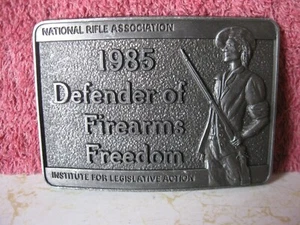 NATIONAL RIFLE ASSOCIATION
1985
Defender of
Firearms
Freedom
INSTITUTE FOR LEGISLATIVE ACTION